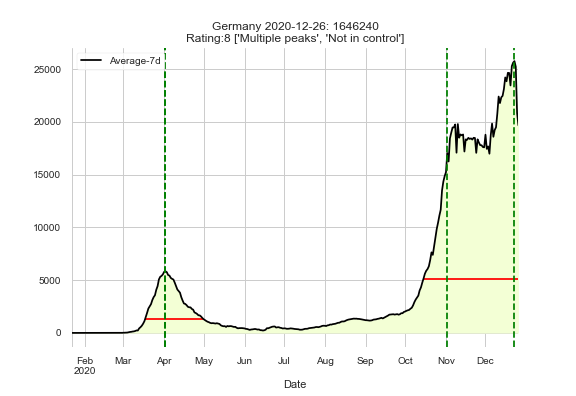 Germany 2020-12-26: 1646240
Rating:8 ['Multiple peaks', 'Not in control']
Average-7d
25000
20000
15000
10000
5000
0
Feb Mar Apr May Jun Jul Aug Sep Oct Nov Dec
2020
Date